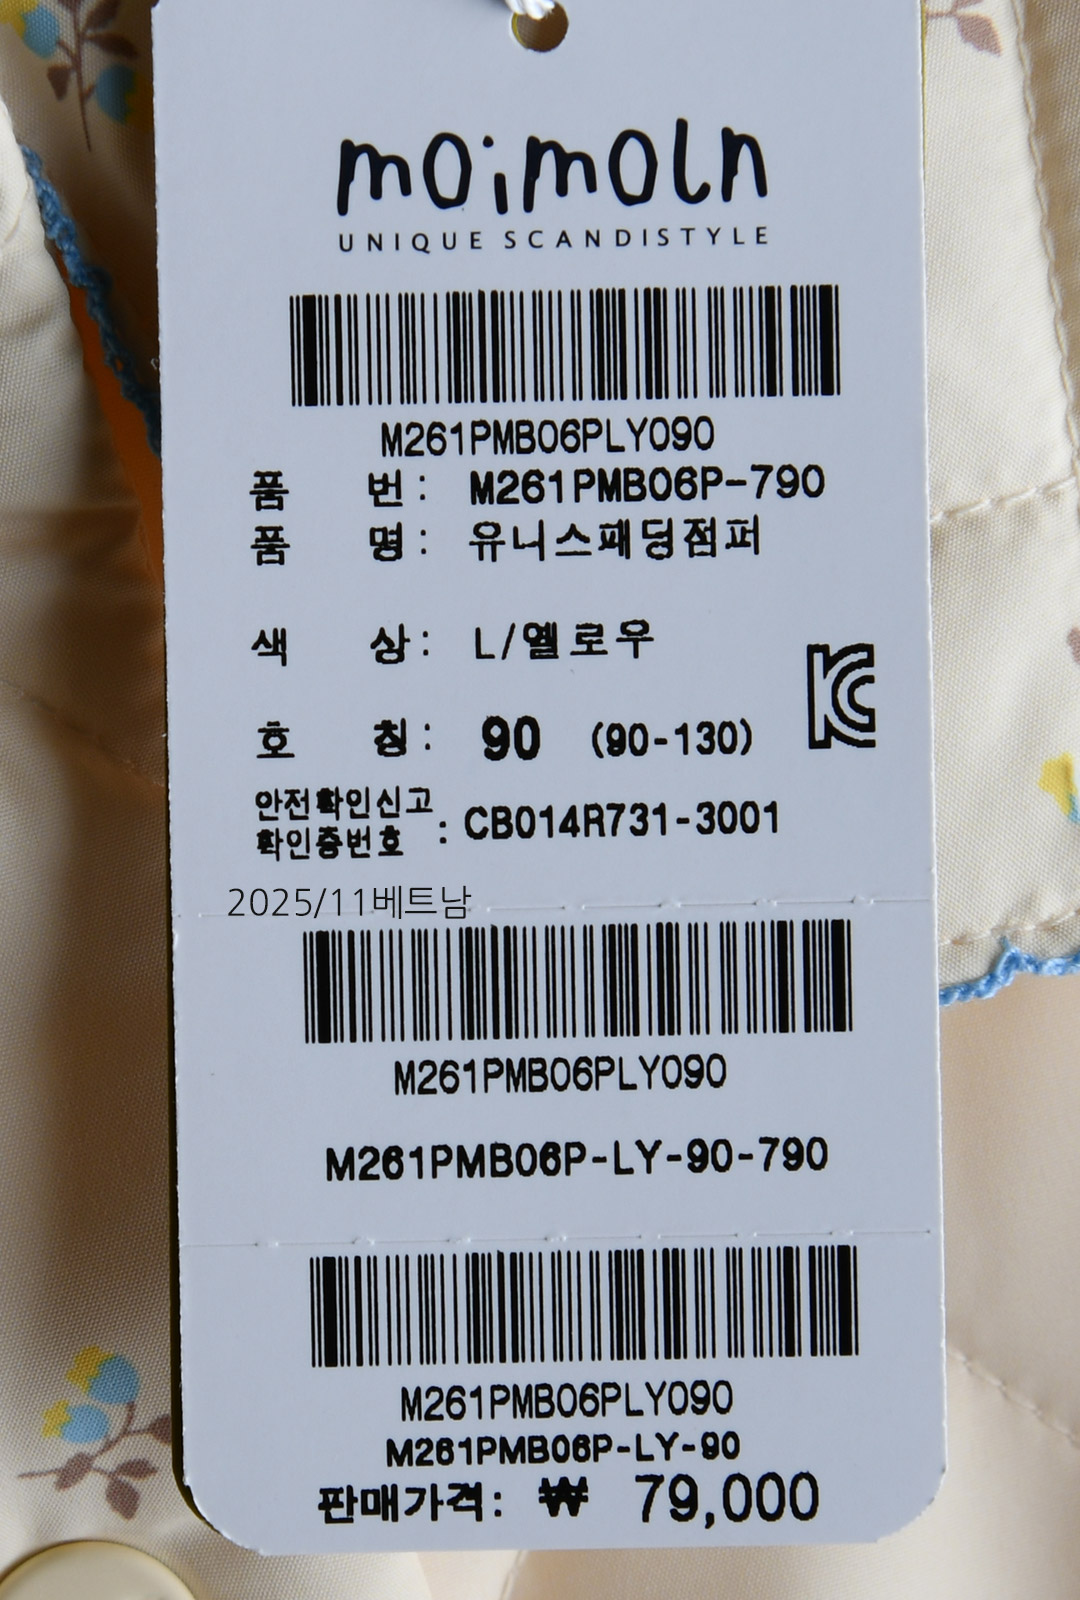 moimoln
UNIQUE SCANDISTYLE
M261PMB06PLY090
품 번 : M261PMB06P-790
품 명 : 유니스패딩점퍼
색 상 : L/옐로우
호 칭 : 90 (90-130)
안전확인신고
확인증번호 : CB014R731-3001
2025/11베트남
M261PMB06PLY090
M261PMB06P-LY-90-790
M261PMB06PLY090
M261PMB06P-LY-90
판매가격: ₩ 79,000